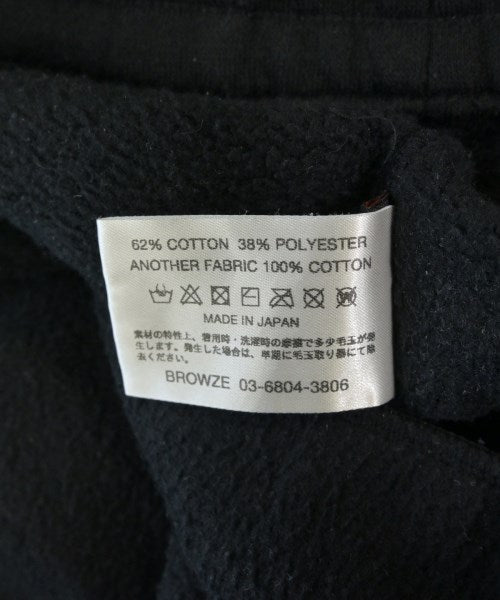 62% COTTON 38% POLYESTER
ANOTHER FABRIC 100% COTTON
MADE IN JAPAN
素材の特性上、着用時・洗濯時の摩擦で多少毛玉が発
生します。発生した場合は、早期に毛玉取り器にて除
去ください。
BROWZE 03-6804-3806